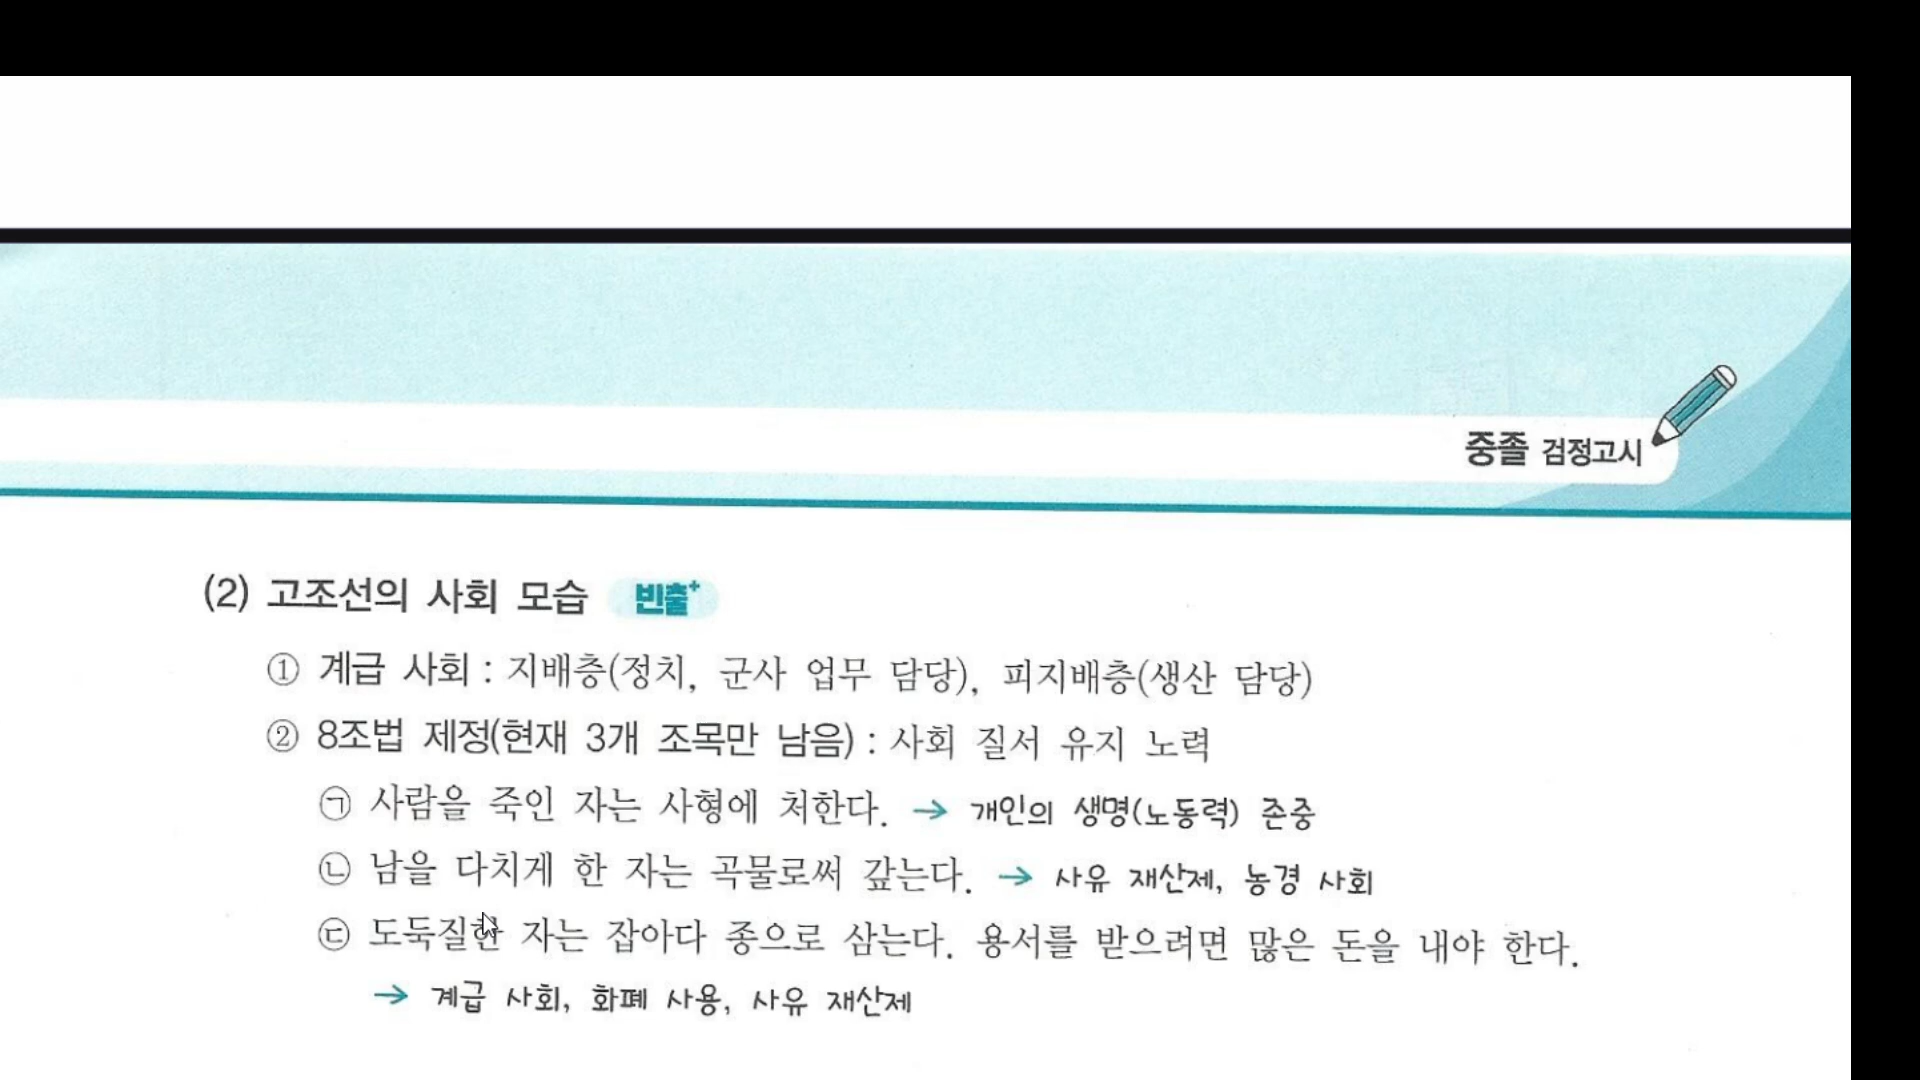 중졸 검정고시
(2) 고조선의 사회 모습 빈출+
① 계급 사회 : 지배층(정치, 군사 업무 담당), 피지배층(생산 담당)
② 8조법 제정(현재 3개 조목만 남음) : 사회 질서 유지 노력
㉠ 사람을 죽인 자는 사형에 처한다. → 개인의 생명(노동력) 존중
㉡ 남을 다치게 한 자는 곡물로써 갚는다. → 사유 재산제, 농경 사회
㉢ 도둑질한 자는 잡아다 종으로 삼는다. 용서를 받으려면 많은 돈을 내야 한다.
→ 계급 사회, 화폐 사용, 사유 재산제